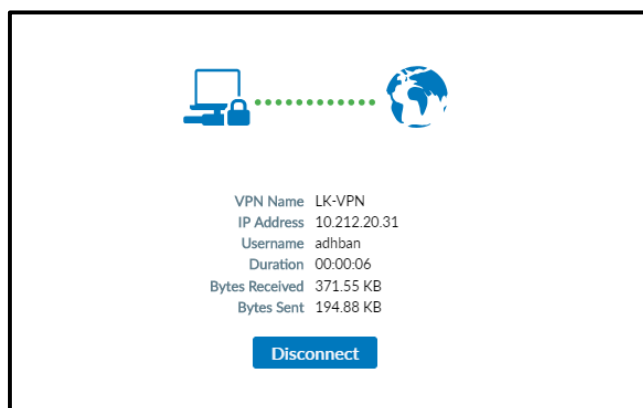 VPN Name LK-VPN
IP Address 10.212.20.31
Username adhban
Duration 00:00:06
Bytes Received 371.55 KB
Bytes Sent 194.88 KB
Disconnect